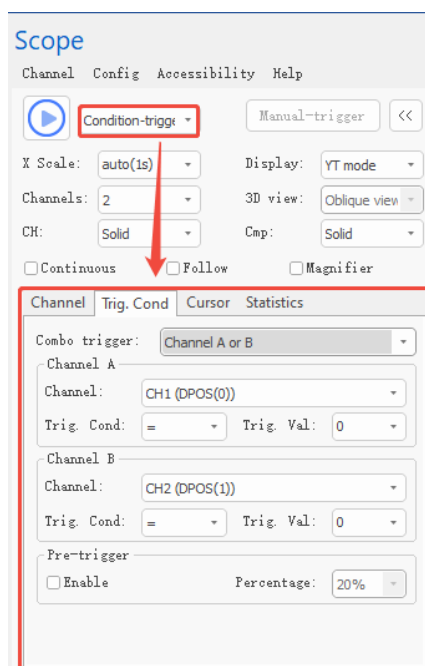 Scope
Channel Config Accessibility Help
Condition-trigge Manual-trigger <<
X Scale: auto(1s) Display: YT mode
Channels: 2 3D view: Oblique view
CH: Solid Cmp: Solid
Continuous Follow Magnifier
Channel Trig. Cond Cursor Statistics
Combo trigger: Channel A or B
Channel A
Channel: CH1 (DPOS(0))
Trig. Cond: = Trig. Val: 0
Channel B
Channel: CH2 (DPOS(1))
Trig. Cond: = Trig. Val: 0
Pre-trigger
Enable Percentage: 20%